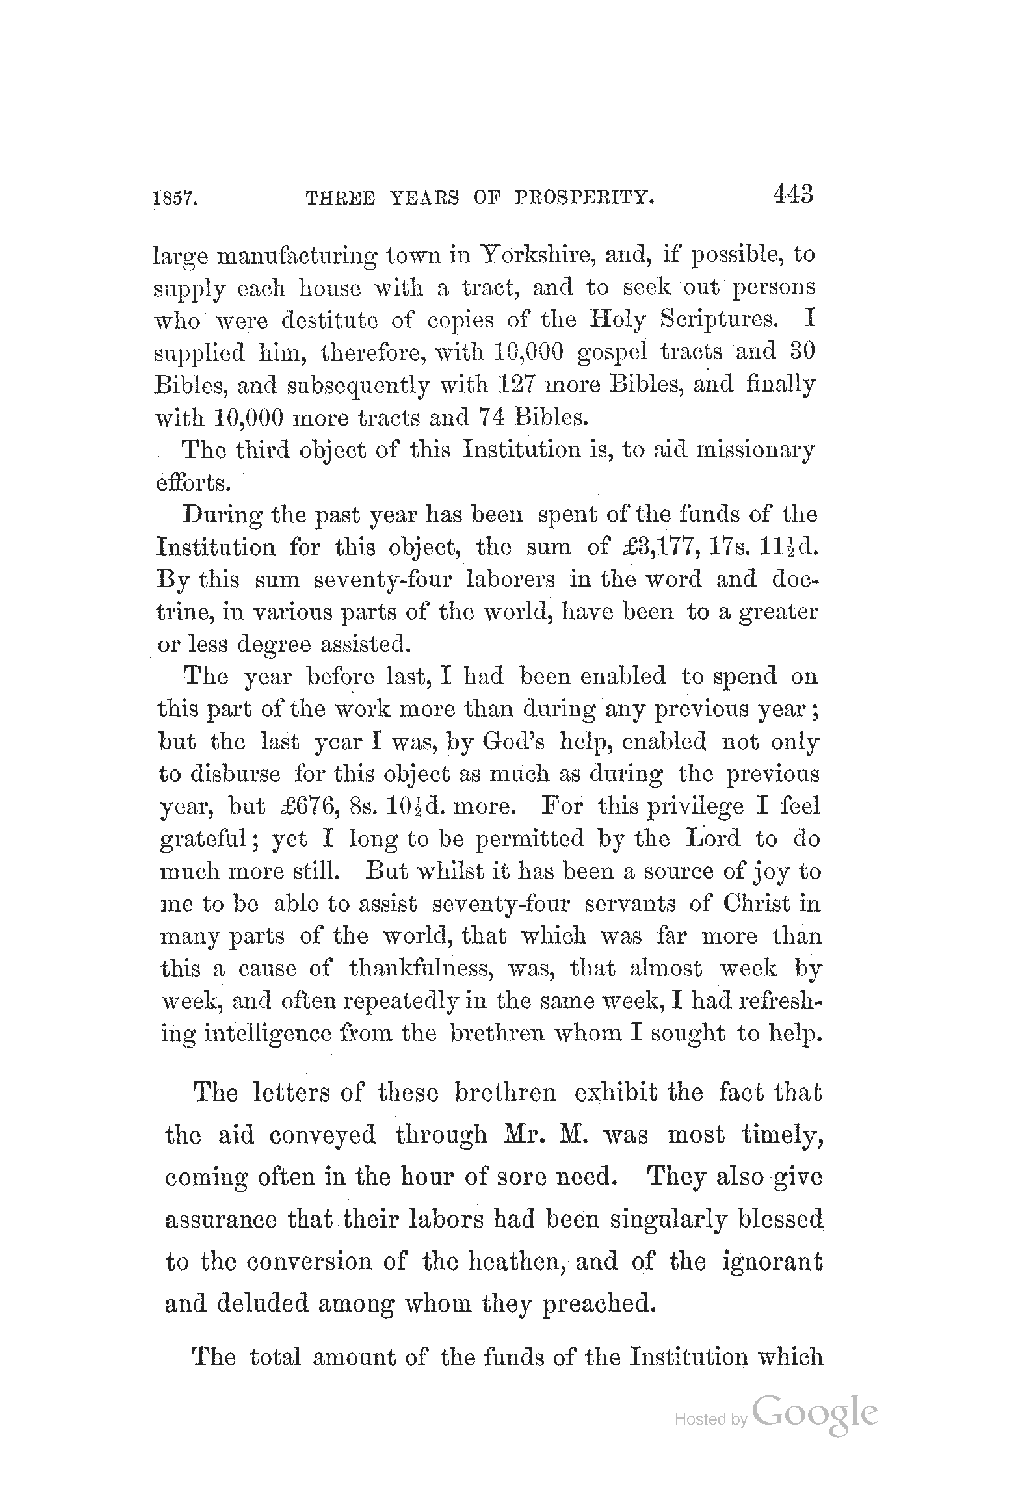 1857. THREE YEARS OF PROSPERITY. 443
large manufacturing town in Yorkshire, and, if possible, to
supply each house with a tract, and to seek out persons
who were destitute of copies of the Holy Scriptures. I
supplied him, therefore, with 10,000 gospel tracts and 30
Bibles, and subsequently with 127 more Bibles, and finally
with 10,000 more tracts and 74 Bibles.
The third object of this Institution is, to aid missionary
efforts.
During the past year has been spent of the funds of the
Institution for this object, the sum of £3,177, 17s. 11½d.
By this sum seventy-four laborers in the word and doc-
trine, in various parts of the world, have been to a greater
or less degree assisted.
The year before last, I had been enabled to spend on
this part of the work more than during any previous year;
but the last year I was, by God's help, enabled not only
to disburse for this object as much as during the previous
year, but £676, 8s. 10½d. more. For this privilege I feel
grateful; yet I long to be permitted by the Lord to do
much more still. But whilst it has been a source of joy to
me to be able to assist seventy-four servants of Christ in
many parts of the world, that which was far more than
this a cause of thankfulness, was, that almost week by
week, and often repeatedly in the same week, I had refresh-
ing intelligence from the brethren whom I sought to help.
The letters of these brethren exhibit the fact that
the aid conveyed through Mr. M. was most timely,
coming often in the hour of sore need. They also give
assurance that their labors had been singularly blessed
to the conversion of the heathen, and of the ignorant
and deluded among whom they preached.
The total amount of the funds of the Institution which
Hosted by Google